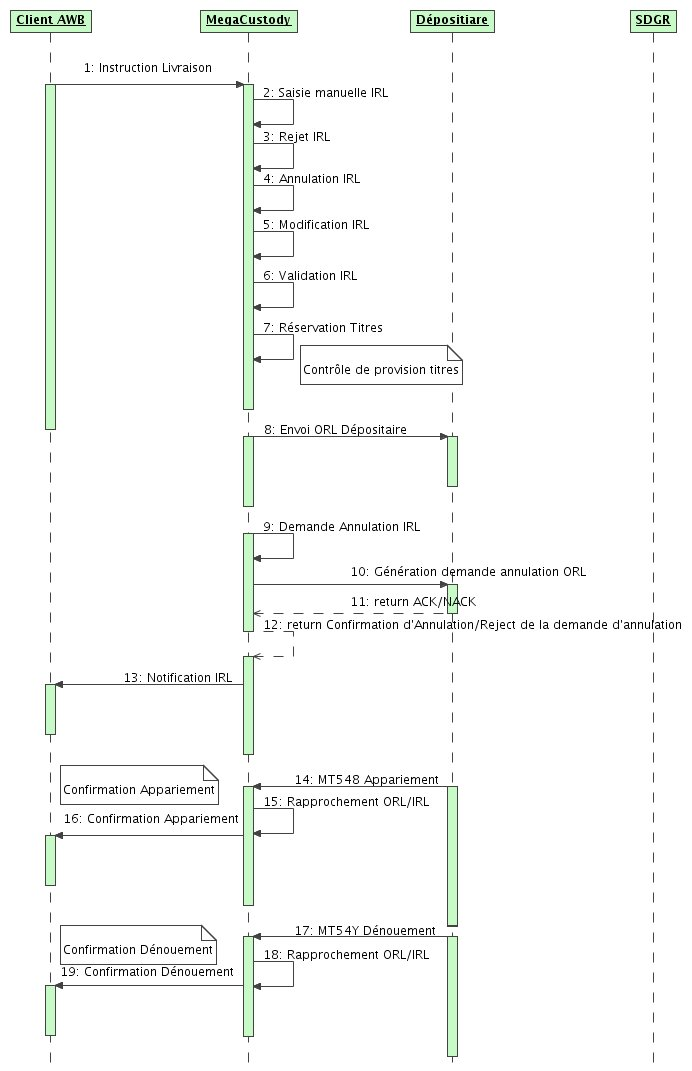 Client AWB
MegaCustody
Dépositiare
SDGR
1: Instruction Livraison
2: Saisie manuelle IRL
3: Rejet IRL
4: Annulation IRL
5: Modification IRL
6: Validation IRL
7: Réservation Titres
Contrôle de provision titres
8: Envoi ORL Dépositaire
9: Demande Annulation IRL
10: Génération demande annulation ORL
11: return ACK/NACK
12: return Confirmation d'Annulation/Reject de la demande d'annulation
13: Notification IRL
14: MT548 Appariement
Confirmation Appariement
15: Rapprochement ORL/IRL
16: Confirmation Appariement
17: MT54Y Dénouement
Confirmation Dénouement
18: Rapprochement ORL/IRL
19: Confirmation Dénouement